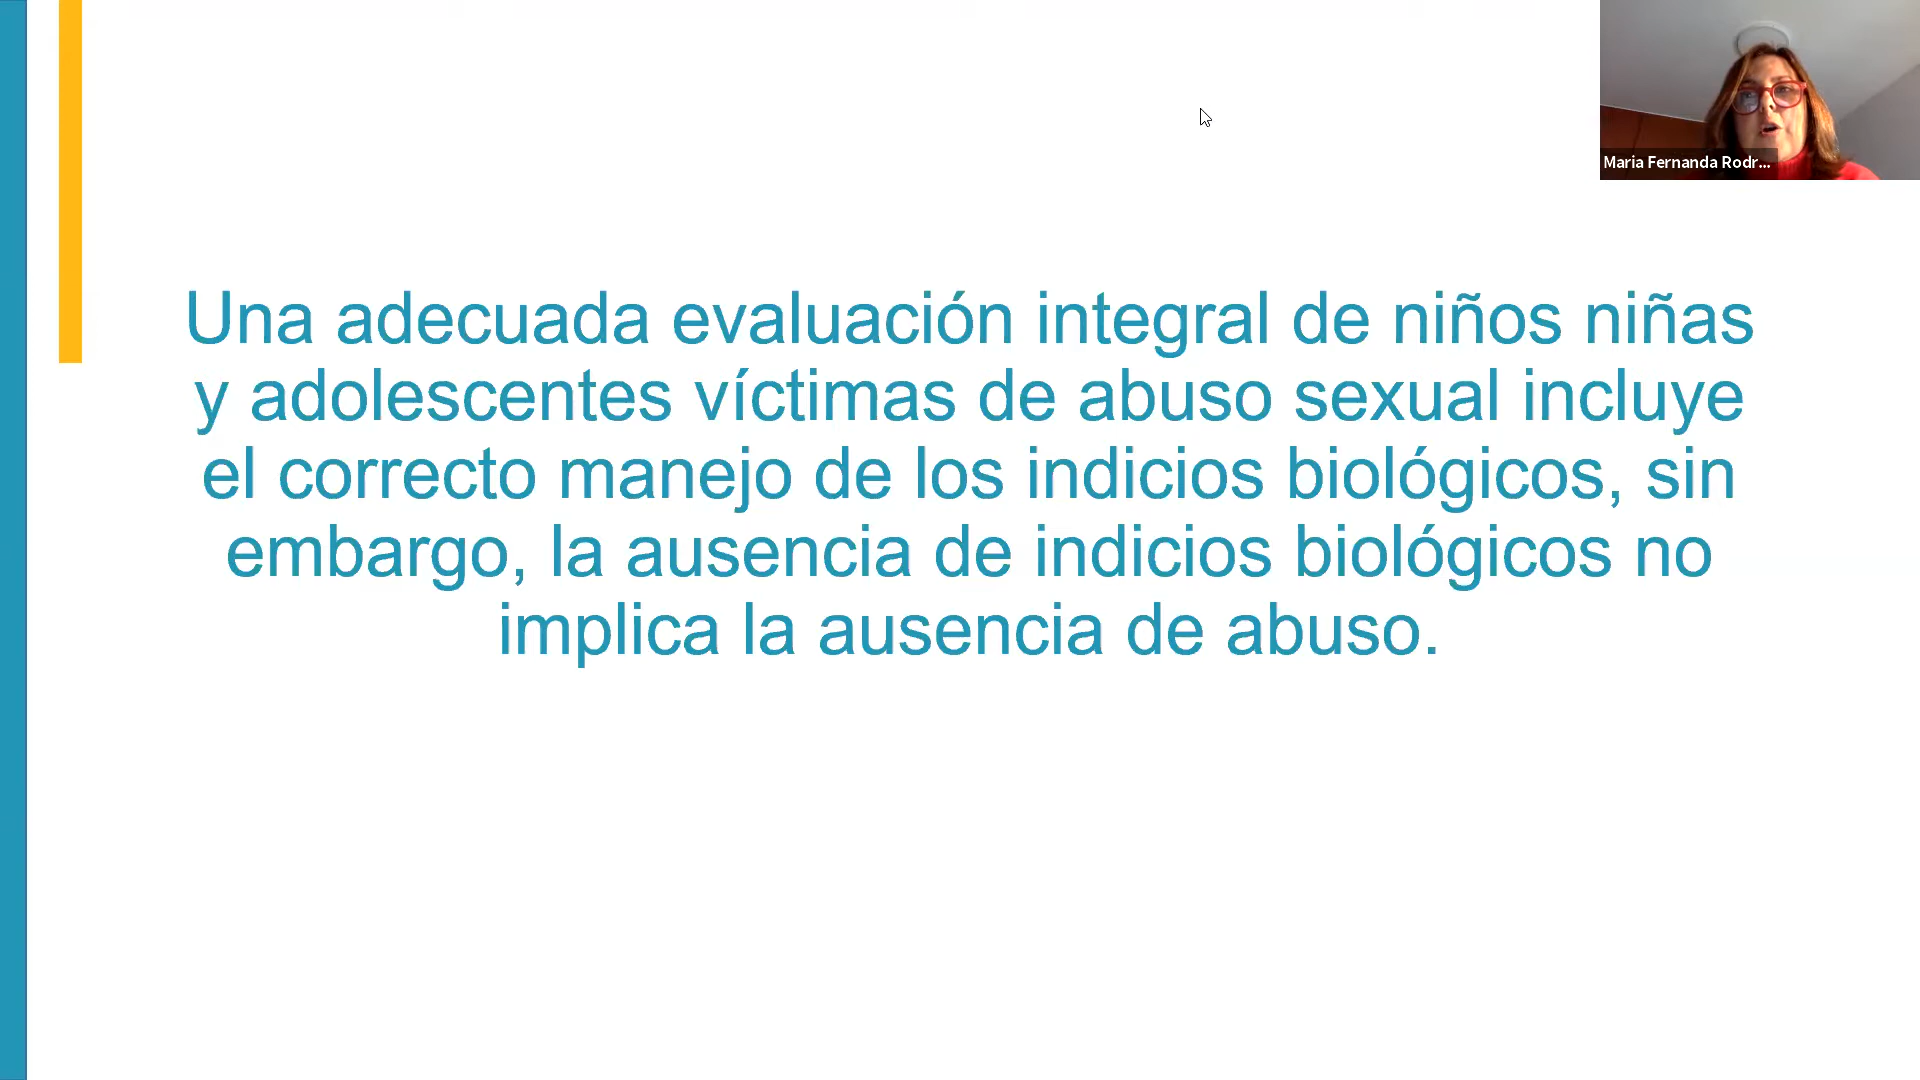 Maria Fernanda Rodr...
Una adecuada evaluación integral de niños niñas
y adolescentes víctimas de abuso sexual incluye
el correcto manejo de los indicios biológicos, sin
embargo, la ausencia de indicios biológicos no
implica la ausencia de abuso.